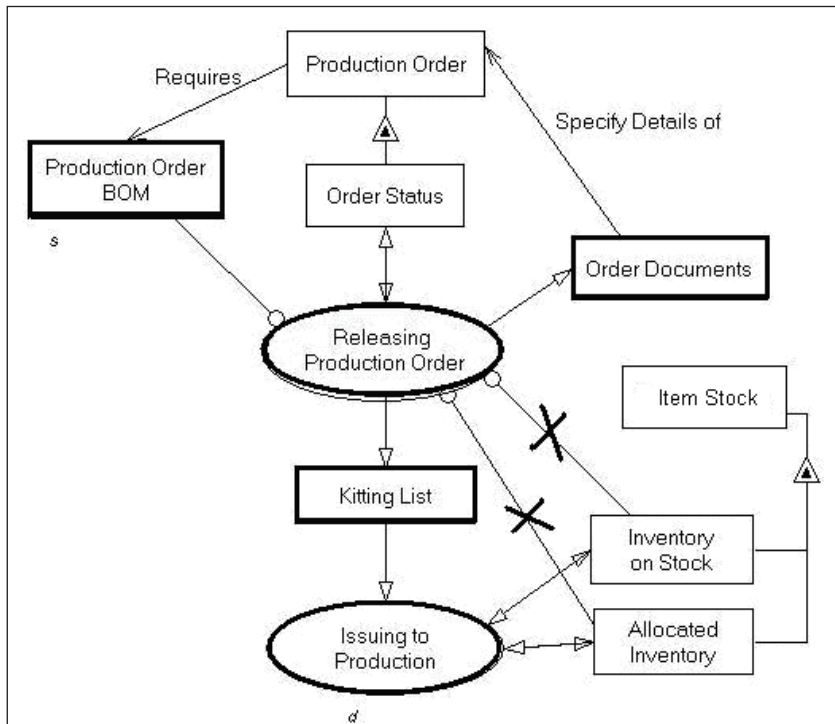 Production Order
Requires
Specify Details of
Production Order
BOM
Order Status
s
Order Documents
Releasing
Production Order
Item Stock
Kitting List
Inventory
on Stock
Issuing to
Production
Allocated
Inventory
d